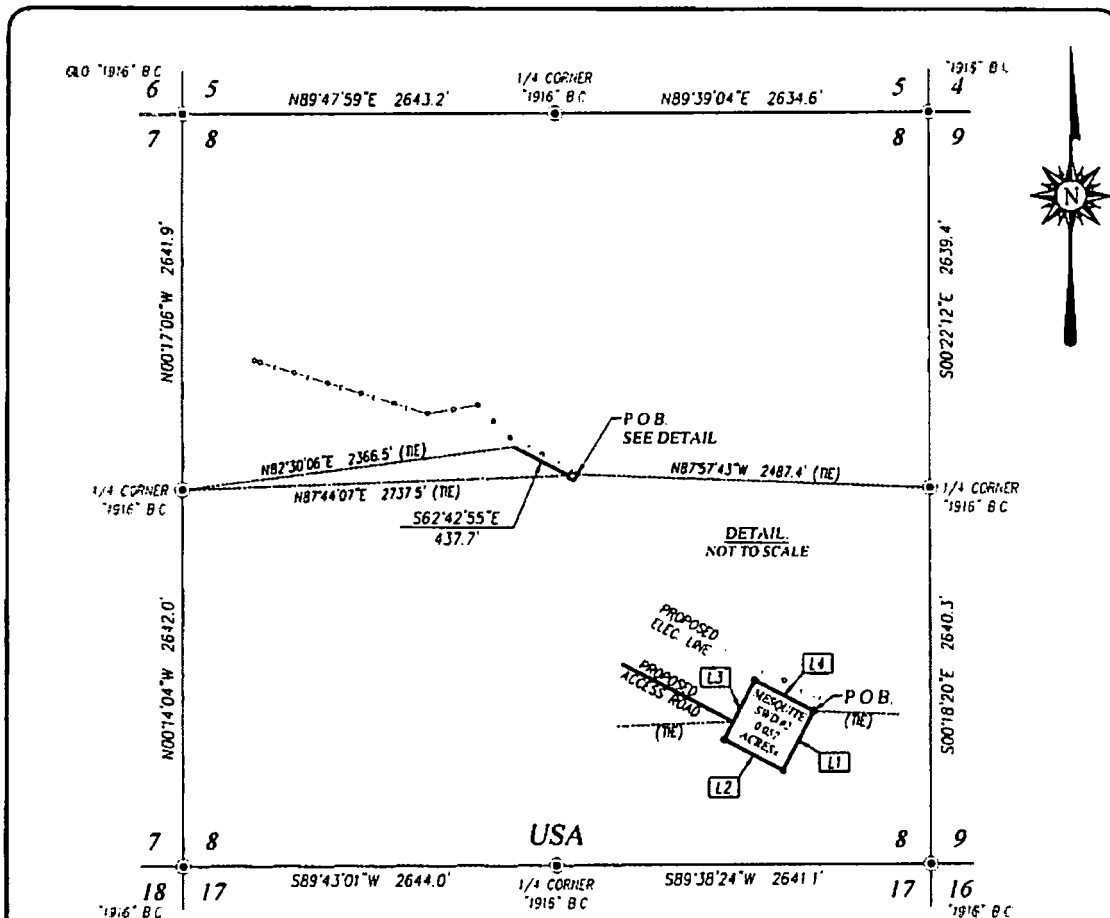 GLO "1916" B C
1/4 CORNER
"1916" B C
"1915" B C
6 5
5 4
N89°47'59"E 2643.2'
N89°39'04"E 2634.6'
7 8
8 9
N
N00°17'06"W 2641.9'
S00°22'12"E 2639.4'
P O B.
SEE DETAIL
N82°30'06"E 2366.5' (TIE)
N87°57'43"W 2487.4' (TIE)
N87°44'07"E 2737.5' (TIE)
1/4 CORNER
"1916" B C
1/4 CORNER
"1916" B C
S62°42'55"E
437.7'
DETAIL.
NOT TO SCALE
N00°14'04"W 2642.0'
S00°18'20"E 2640.3'
PROPOSED
ELEC. LINE
PROPOSED
ACCESS ROAD
L3
L4
MESQUITE
SWD #2
ACRES±
P O B.
(TIE)
(TIE)
L1
L2
7 8
USA
8 9
S89°43'01"W 2644.0'
S89°38'24"W 2641.1'
18 17
1/4 CORNER
"1915" B C
17 16
"1916" B C
"1916" B C